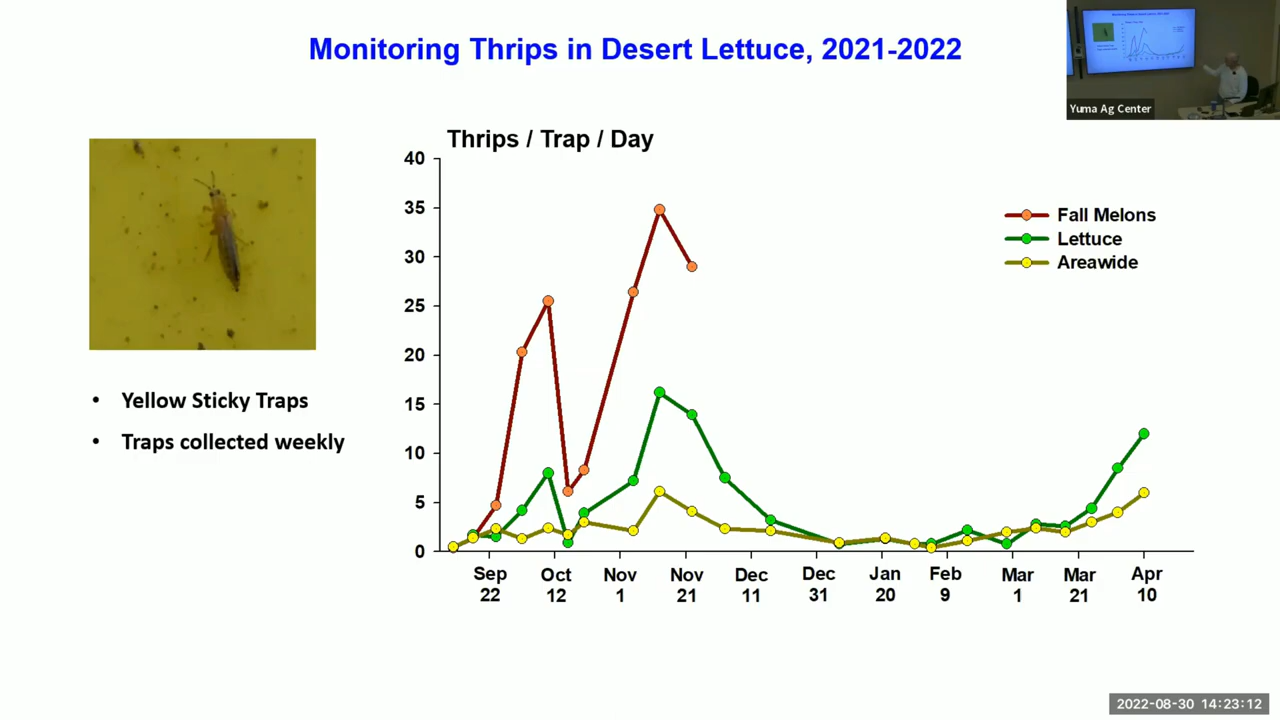 Monitoring Thrips in Desert Lettuce, 2021-2022
Yuma Ag Center
Thrips / Trap / Day
40
35
30
25
20
15
10
5
0
Fall Melons
Lettuce
Areawide
• Yellow Sticky Traps
• Traps collected weekly
Sep 22
Oct 12
Nov 1
Nov 21
Dec 11
Dec 31
Jan 20
Feb 9
Mar 1
Mar 21
Apr 10
2022-08-30 14:23:12